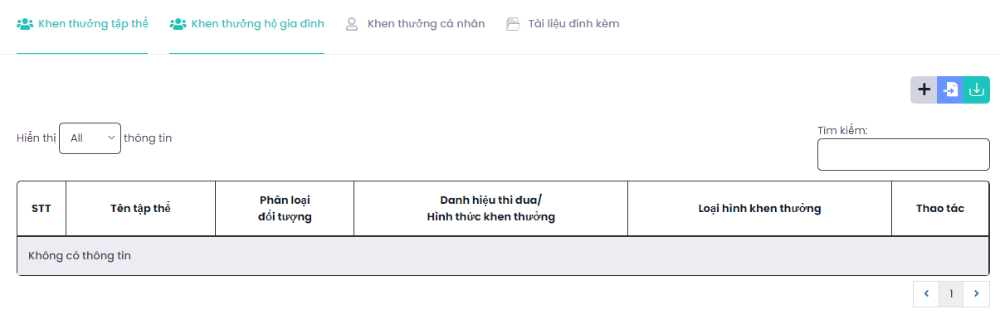 Khen thưởng tập thể Khen thưởng hộ gia đình Khen thưởng cá nhân Tài liệu đính kèm
Hiển thị All thông tin
Tìm kiếm:
STT Tên tập thể Phân loại đối tượng Danh hiệu thi đua/ Hình thức khen thưởng Loại hình khen thưởng Thao tác
Không có thông tin
1